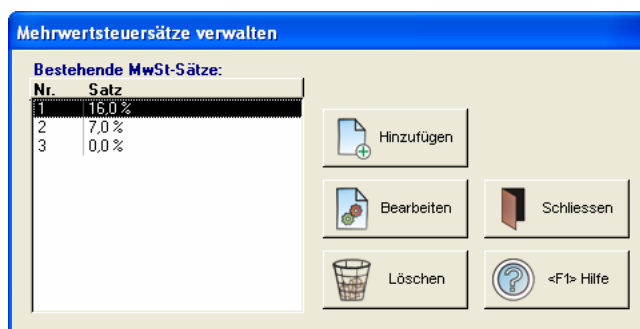 Mehrwertsteuersätze verwalten
Bestehende MwSt-Sätze:
Nr. Satz
1 16,0 %
2 7,0 %
3 0,0 %
Hinzufügen
Bearbeiten
Schliessen
Löschen
<F1> Hilfe